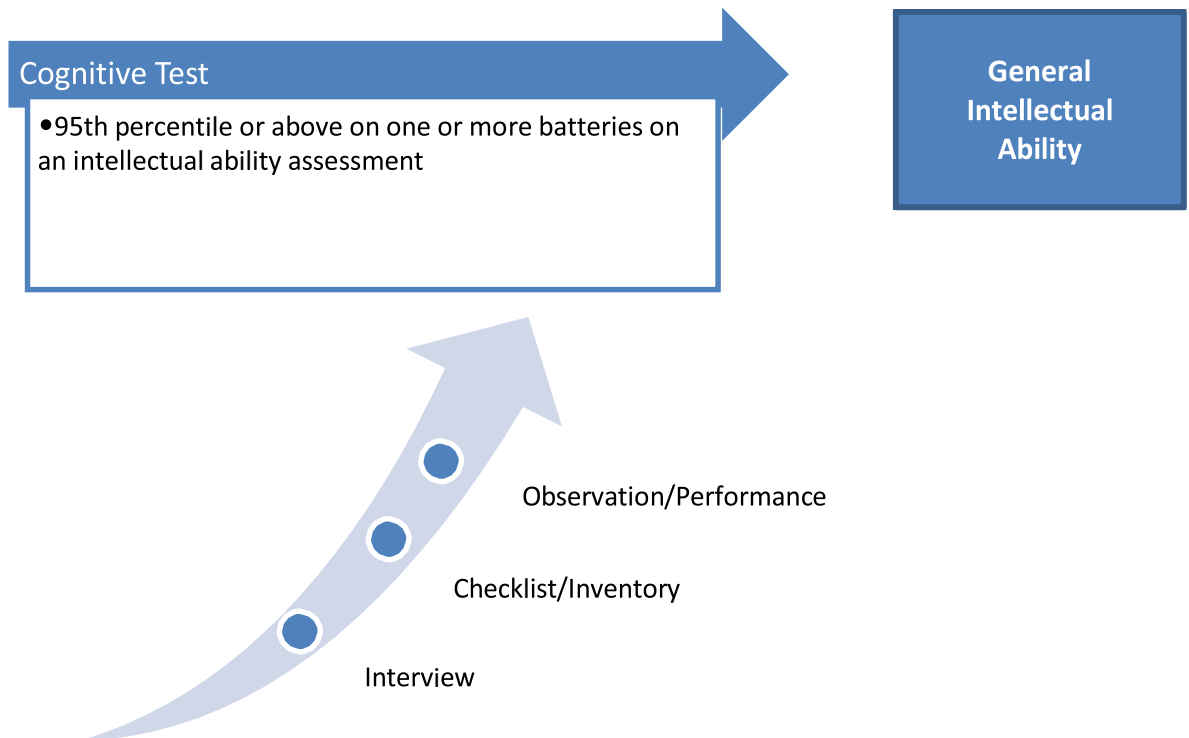 Cognitive Test
•95th percentile or above on one or more batteries on
an intellectual ability assessment
General
Intellectual
Ability
Observation/Performance
Checklist/Inventory
Interview